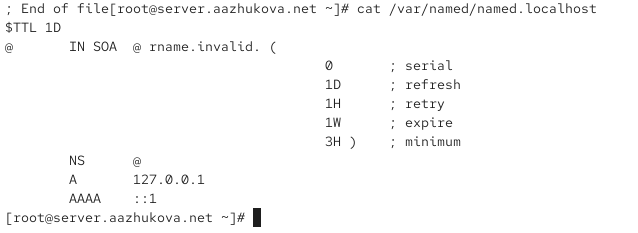 ; End of file[root@server.aazhukova.net ~]# cat /var/named/named.localhost
$TTL 1D
@       IN SOA  @ rname.invalid. (
                                        0       ; serial
                                        1D      ; refresh
                                        1H      ; retry
                                        1W      ; expire
                                        3H )    ; minimum
        NS      @
        A       127.0.0.1
        AAAA    ::1
[root@server.aazhukova.net ~]#